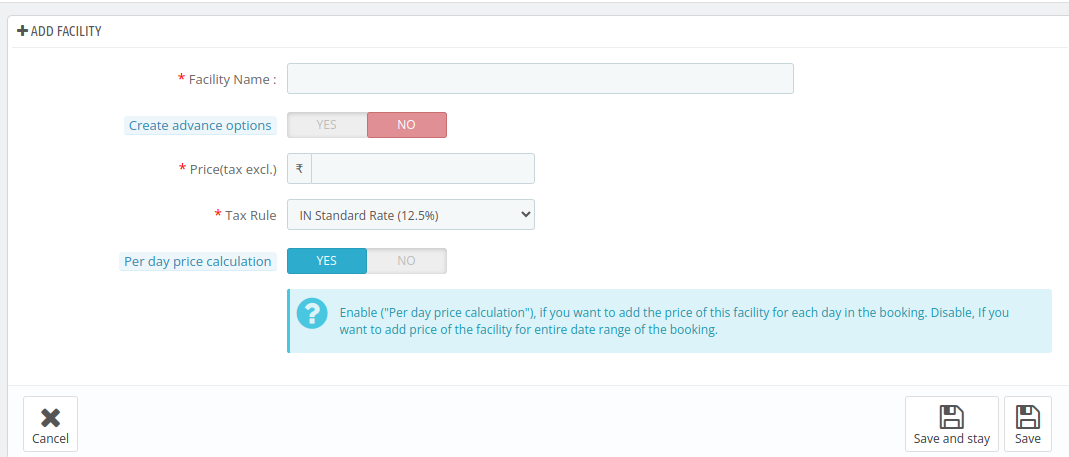 ADD FACILITY
* Facility Name :
Create advance options
YES NO
* Price(tax excl.)
₹
* Tax Rule
IN Standard Rate (12.5%)
Per day price calculation
YES NO
?
Enable ("Per day price calculation"), if you want to add the price of this facility for each day in the booking. Disable, If you
want to add price of the facility for entire date range of the booking.
Cancel
Save and stay
Save